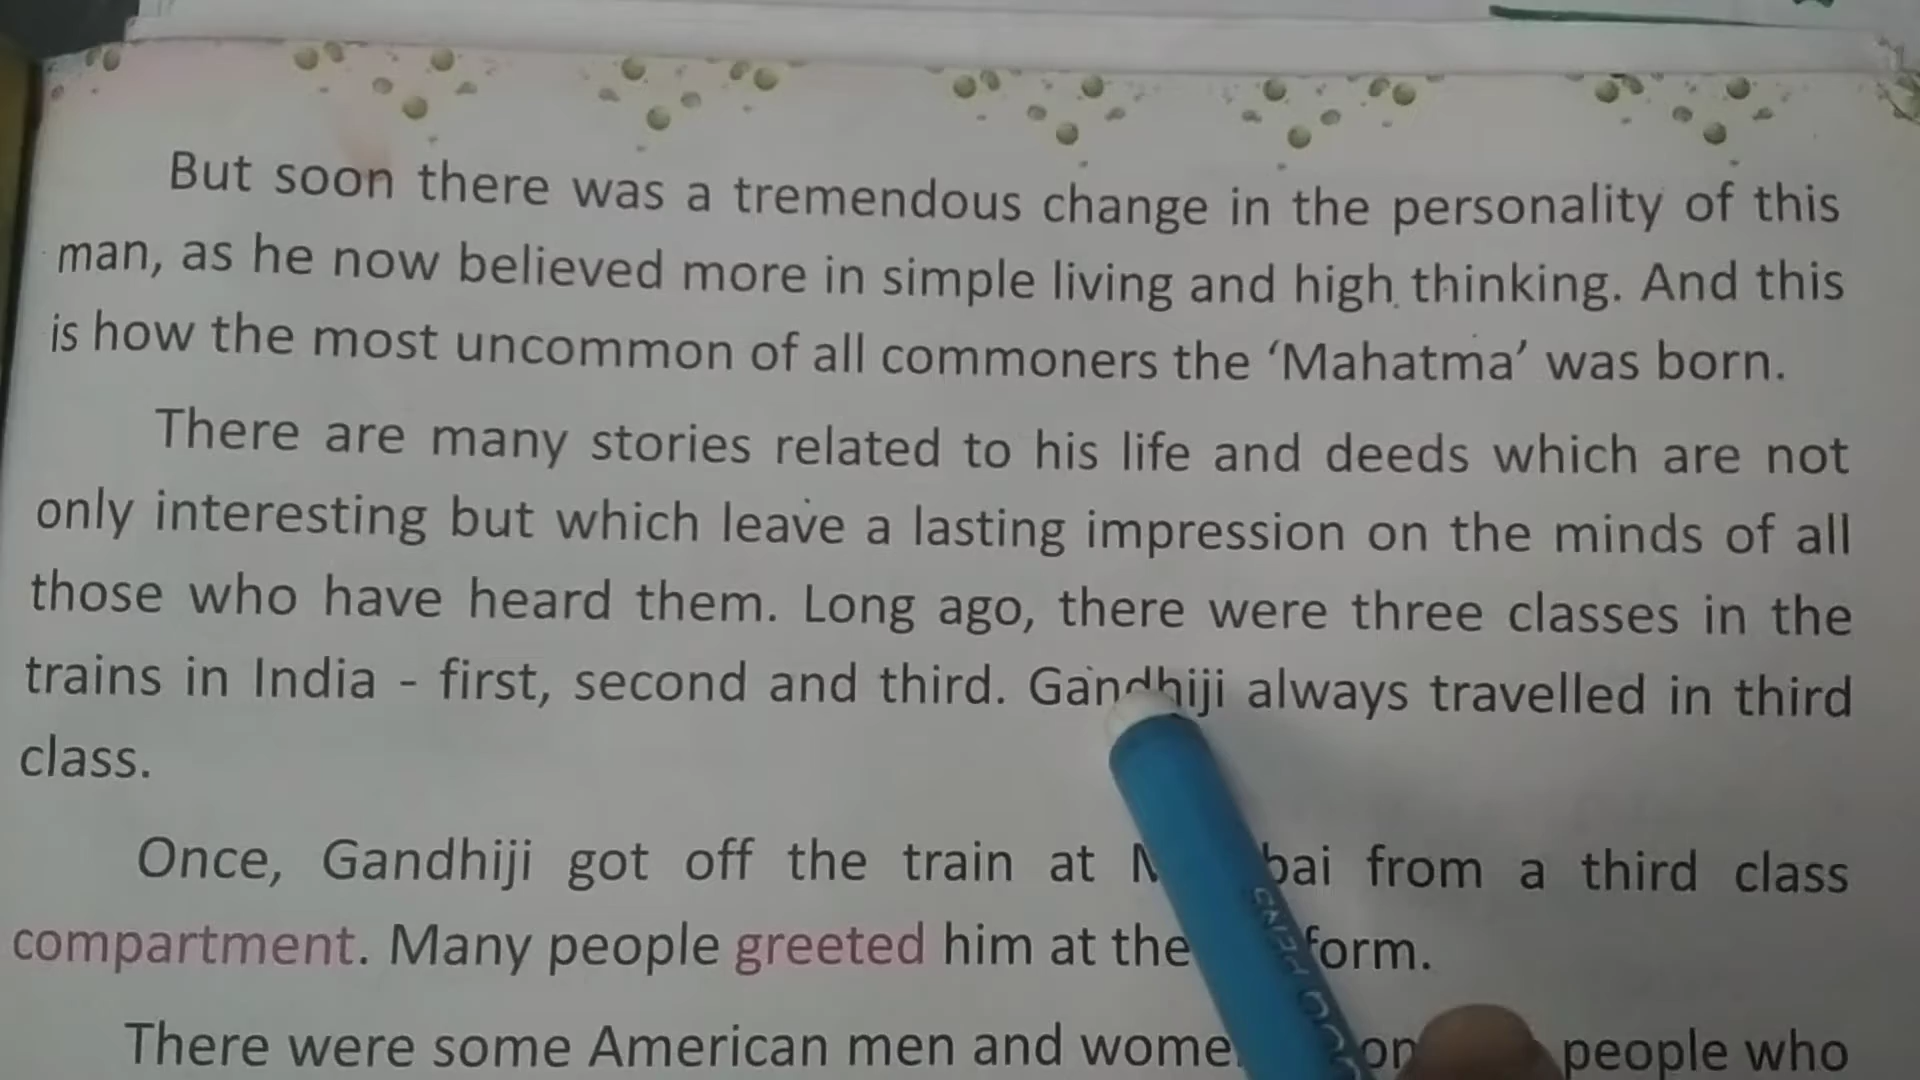 But soon there was a tremendous change in the personality of this
man, as he now believed more in simple living and high thinking. And this
is how the most uncommon of all commoners the ‘Mahatma’ was born.
There are many stories related to his life and deeds which are not
only interesting but which leave a lasting impression on the minds of all
those who have heard them. Long ago, there were three classes in the
trains in India - first, second and third. Gandhiji always travelled in third
class.
Once, Gandhiji got off the train at from a third class
compartment. Many people greeted him at the
There were some American men and people who